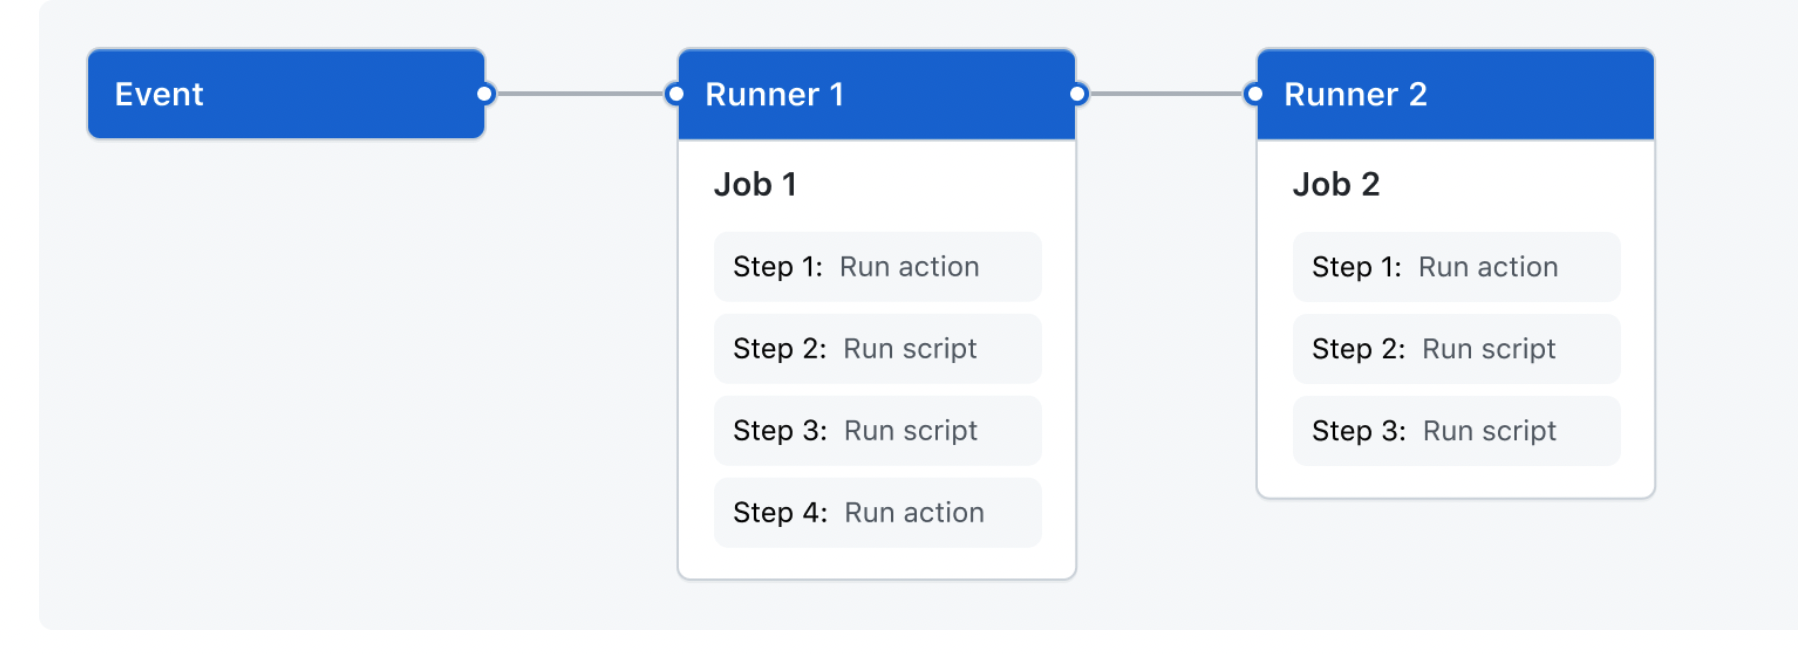 Event
Runner 1
Job 1
Step 1: Run action
Step 2: Run script
Step 3: Run script
Step 4: Run action
Runner 2
Job 2
Step 1: Run action
Step 2: Run script
Step 3: Run script